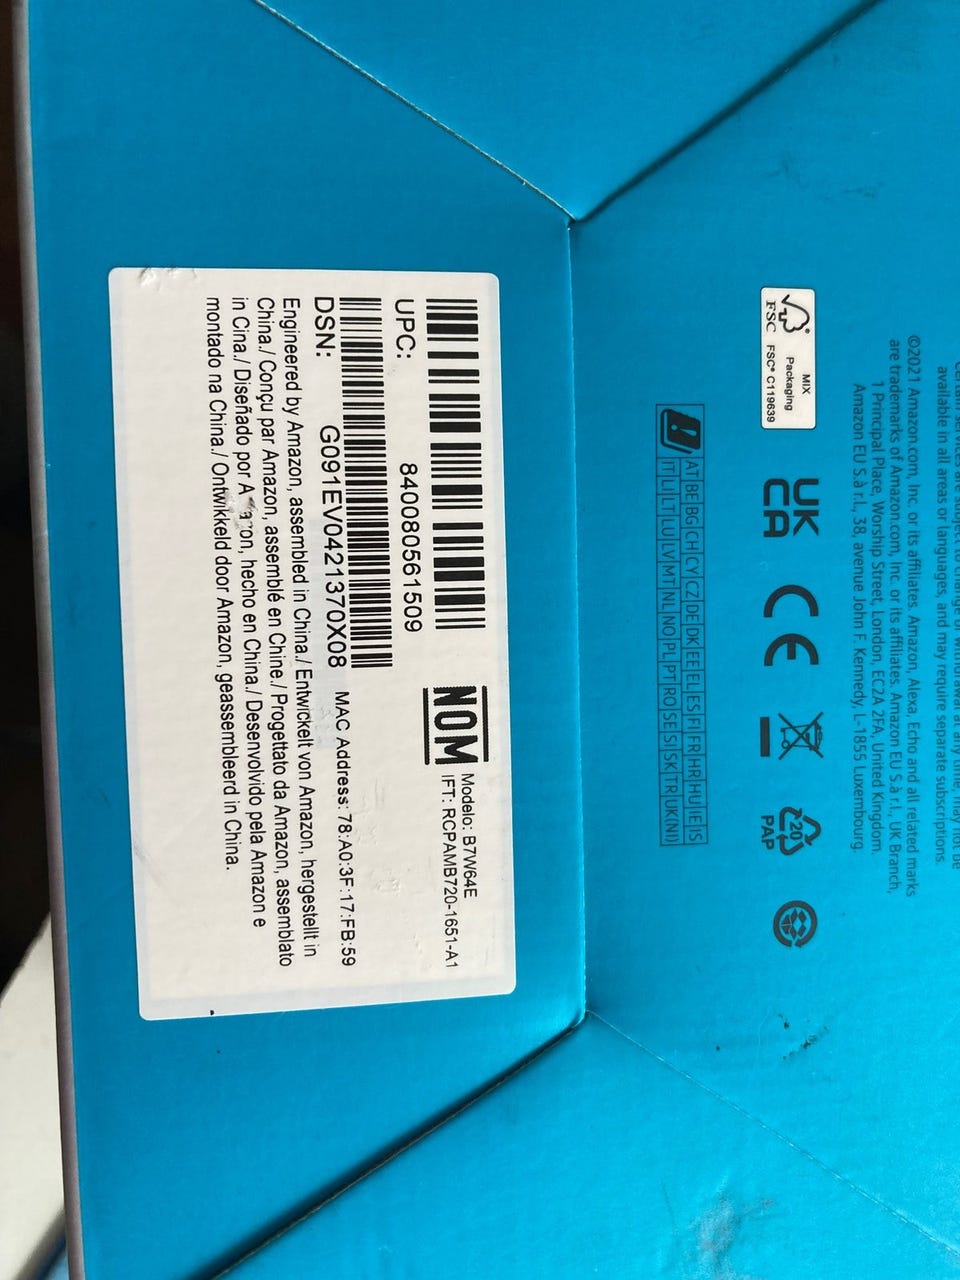 available in all areas or languages, and may require separate subscriptions.
©2021 Amazon.com, Inc. or its affiliates. Amazon, Alexa, Echo and all related marks
are trademarks of Amazon.com, Inc. or its affiliates. Amazon EU S.à r.l., UK Branch,
1 Principal Place, Worship Street, London, EC2A 2FA, United Kingdom.
Amazon EU S.à r.l., 38, avenue John F. Kennedy, L-1855 Luxembourg.
FSC
MIX
Packaging
FSC® C119639
UK
CA
CE
20
PAP
AT BE BG CH CY CZ DE DK EE EL ES FI FR HR HU IE IS
IT LI LT LU LV MT NL NO PL PT RO SE SI SK TR UK(NI)
NOM
Modelo: B7W64E
IFT: RCPAMB720-1651-A1
UPC: 840080561509
DSN: G091EV0421370X08 MAC Address: 78:A0:3F:17:FB:59
Engineered by Amazon, assembled in China./ Entwickelt von Amazon, hergestellt in
China./ Conçu par Amazon, assemblé en Chine./ Progettato da Amazon, assemblato
in Cina./ Diseñado por Amazon, hecho en China./ Desenvolvido pela Amazon e
montado na China./ Ontwikkeld door Amazon, geassembleerd in China.